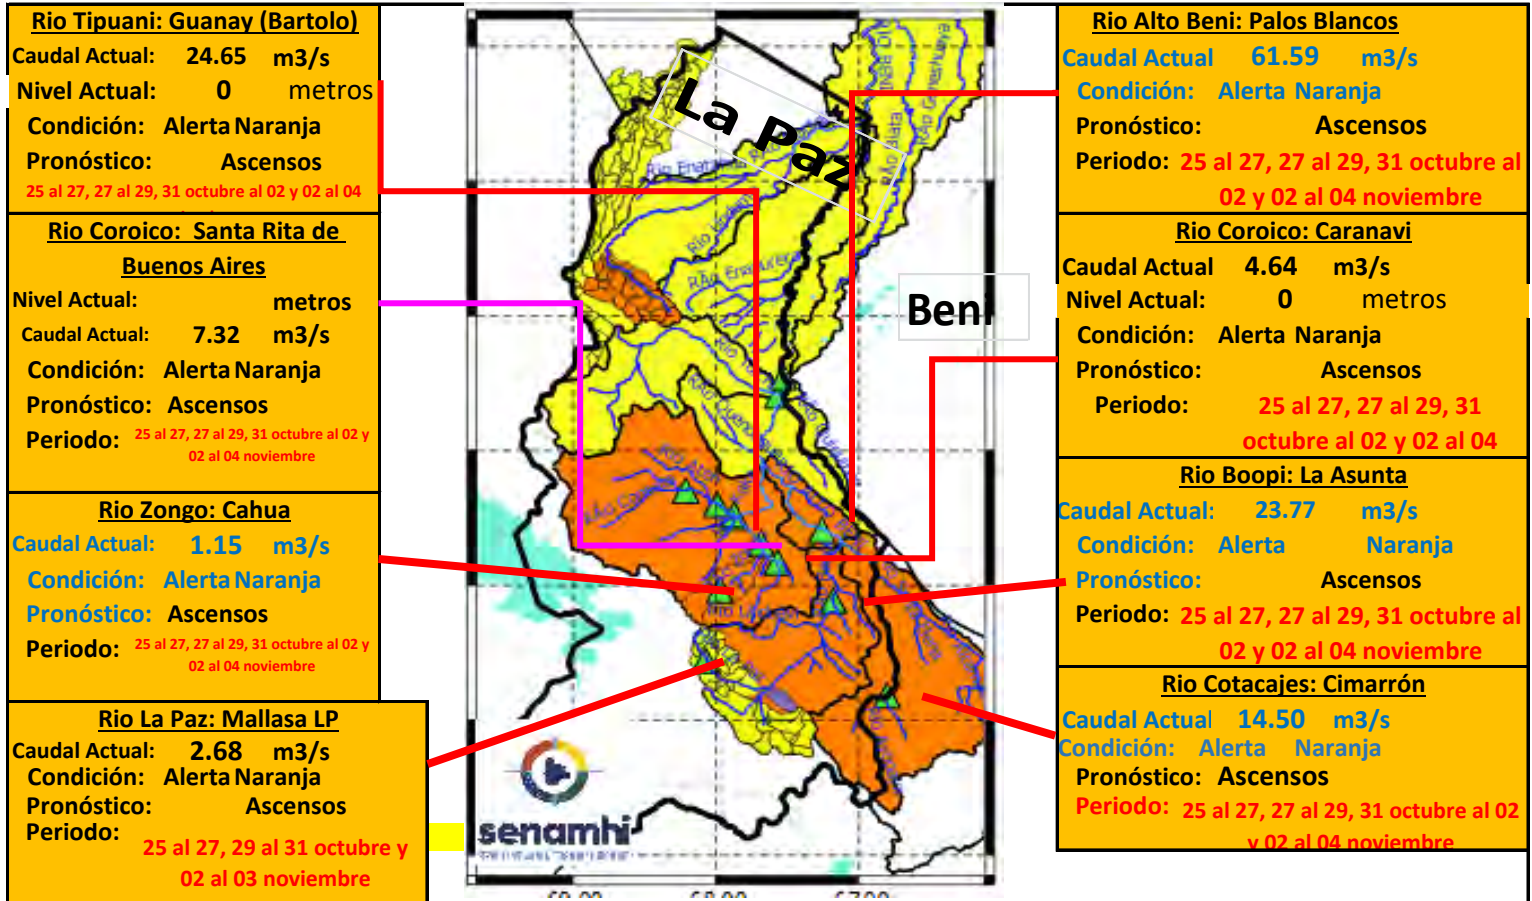 Rio Tipuani: Guanay (Bartolo)
Caudal Actual: 24.65 m3/s
Nivel Actual: 0 metros
Condición: Alerta Naranja
Pronóstico: Ascensos
25 al 27, 27 al 29, 31 octubre al 02 y 02 al 04
Rio Coroico: Santa Rita de
Buenos Aires
Nivel Actual: metros
Caudal Actual: 7.32 m3/s
Condición: Alerta Naranja
Pronóstico: Ascensos
Periodo: 25 al 27, 27 al 29, 31 octubre al 02 y
02 al 04 noviembre
Rio Zongo: Cahua
Caudal Actual: 1.15 m3/s
Condición: Alerta Naranja
Pronóstico: Ascensos
Periodo: 25 al 27, 27 al 29, 31 octubre al 02 y
02 al 04 noviembre
Rio La Paz: Mallasa LP
Caudal Actual: 2.68 m3/s
Condición: Alerta Naranja
Pronóstico: Ascensos
Periodo:
25 al 27, 29 al 31 octubre y
02 al 03 noviembre
La Paz
Beni
senamhi
Rio Alto Beni: Palos Blancos
Caudal Actual 61.59 m3/s
Condición: Alerta Naranja
Pronóstico: Ascensos
Periodo: 25 al 27, 27 al 29, 31 octubre al
02 y 02 al 04 noviembre
Rio Coroico: Caranavi
Caudal Actual 4.64 m3/s
Nivel Actual: 0 metros
Condición: Alerta Naranja
Pronóstico: Ascensos
Periodo: 25 al 27, 27 al 29, 31
octubre al 02 y 02 al 04
Rio Boopi: La Asunta
Caudal Actual: 23.77 m3/s
Condición: Alerta Naranja
Pronóstico: Ascensos
Periodo: 25 al 27, 27 al 29, 31 octubre al
02 y 02 al 04 noviembre
Rio Cotacajes: Cimarrón
Caudal Actual 14.50 m3/s
Condición: Alerta Naranja
Pronóstico: Ascensos
Periodo: 25 al 27, 27 al 29, 31 octubre al 02
y 02 al 04 noviembre